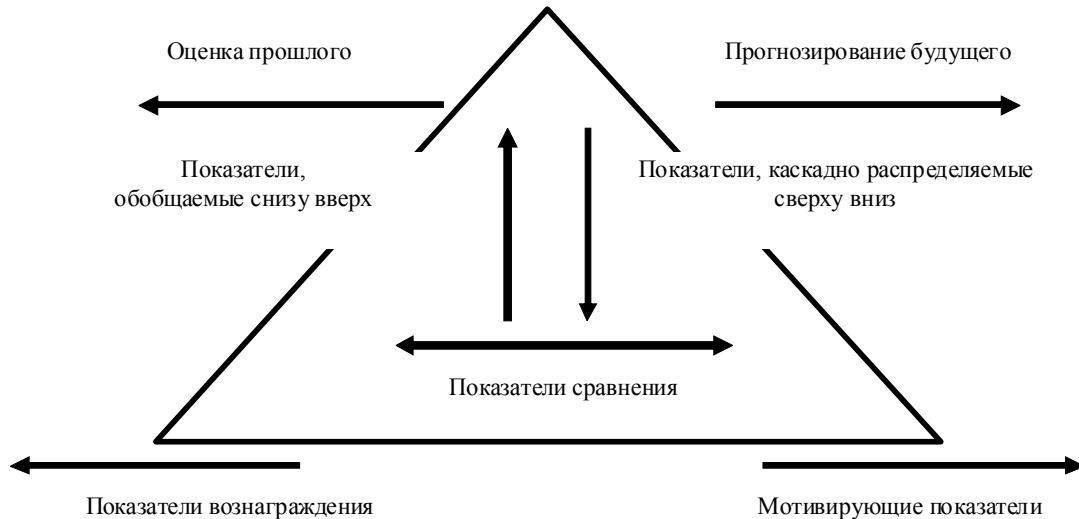 Оценка прошлого
Прогнозирование будущего
Показатели,
обобщаемые снизу вверх
Показатели, каскадно распределяемые
сверху вниз
Показатели сравнения
Показатели вознаграждения
Мотивирующие показатели